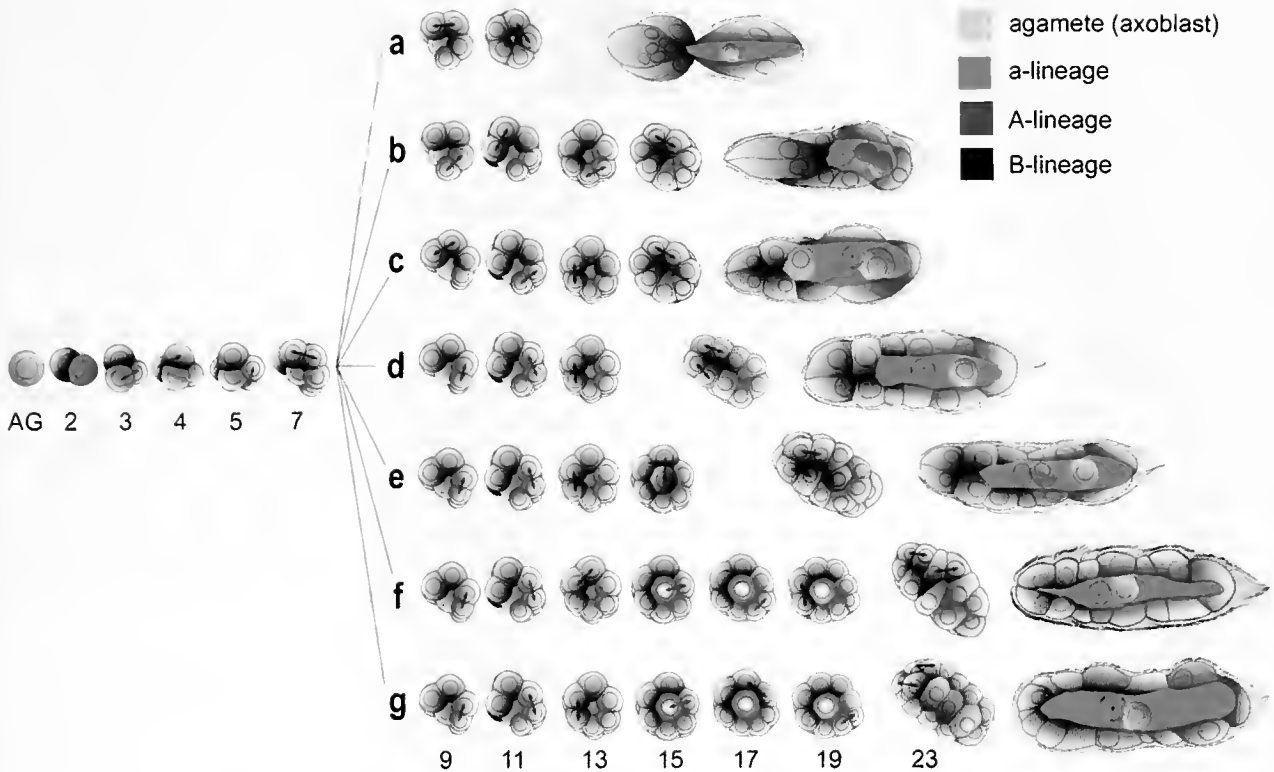 agamete (axoblast)
a-lineage
A-lineage
B-lineage
a
b
c
d
e
f
g
AG 2 3 4 5 7
9 11 13 15 17 19 23